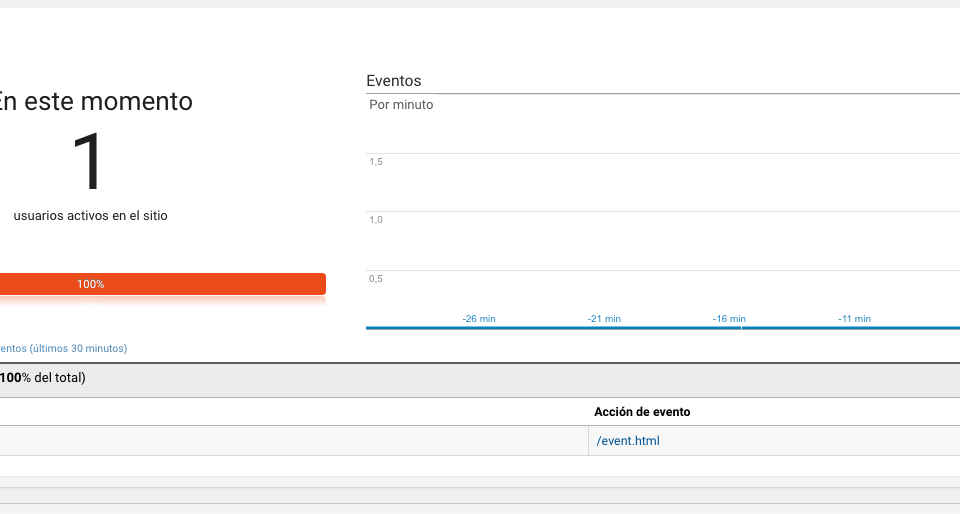 En este momento
1
usuarios activos en el sitio
100%
entos (últimos 30 minutos)
Eventos
Por minuto
1,5
1,0
0,5
-26 min
-21 min
-16 min
-11 min
100% del total)
Acción de evento
/event.html